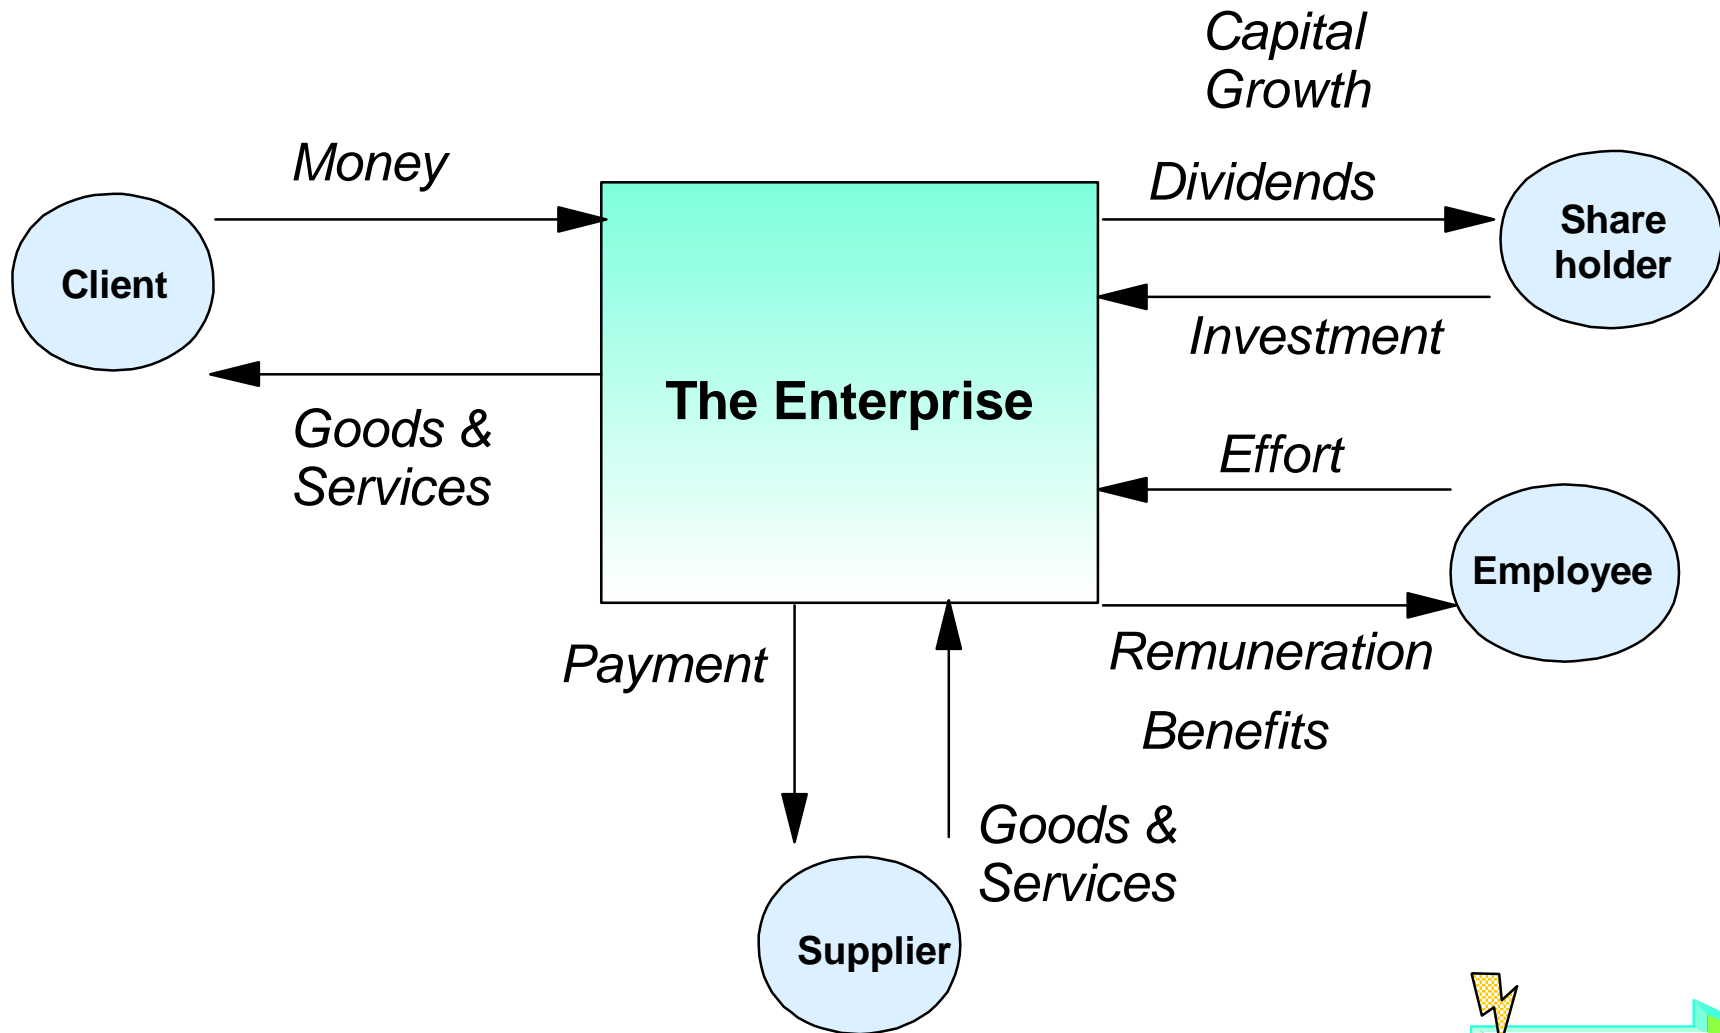 Capital
Growth
Money
Dividends
Share
holder
Client
Investment
The Enterprise
Goods &
Services
Effort
Employee
Payment
Remuneration
Benefits
Goods &
Services
Supplier